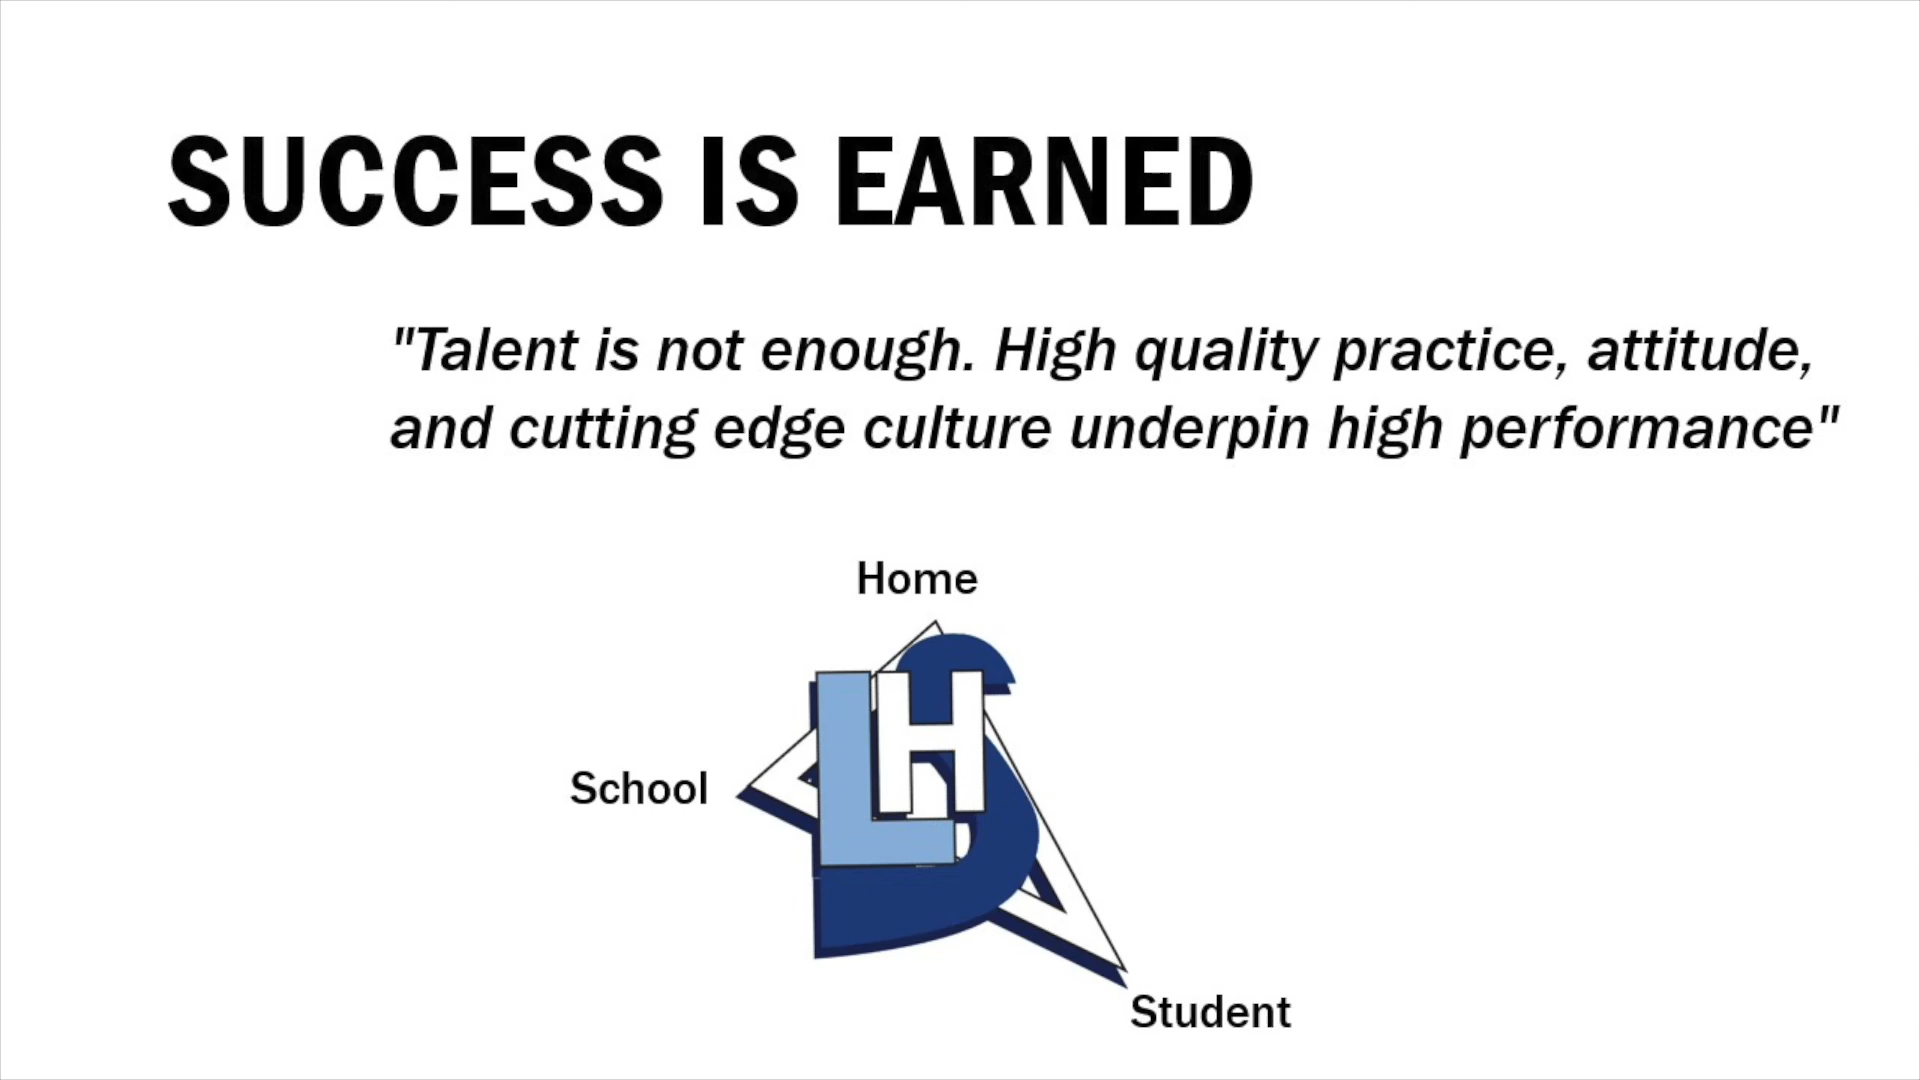 SUCCESS IS EARNED
"Talent is not enough. High quality practice, attitude,
and cutting edge culture underpin high performance"
Home
LHS
School
Student